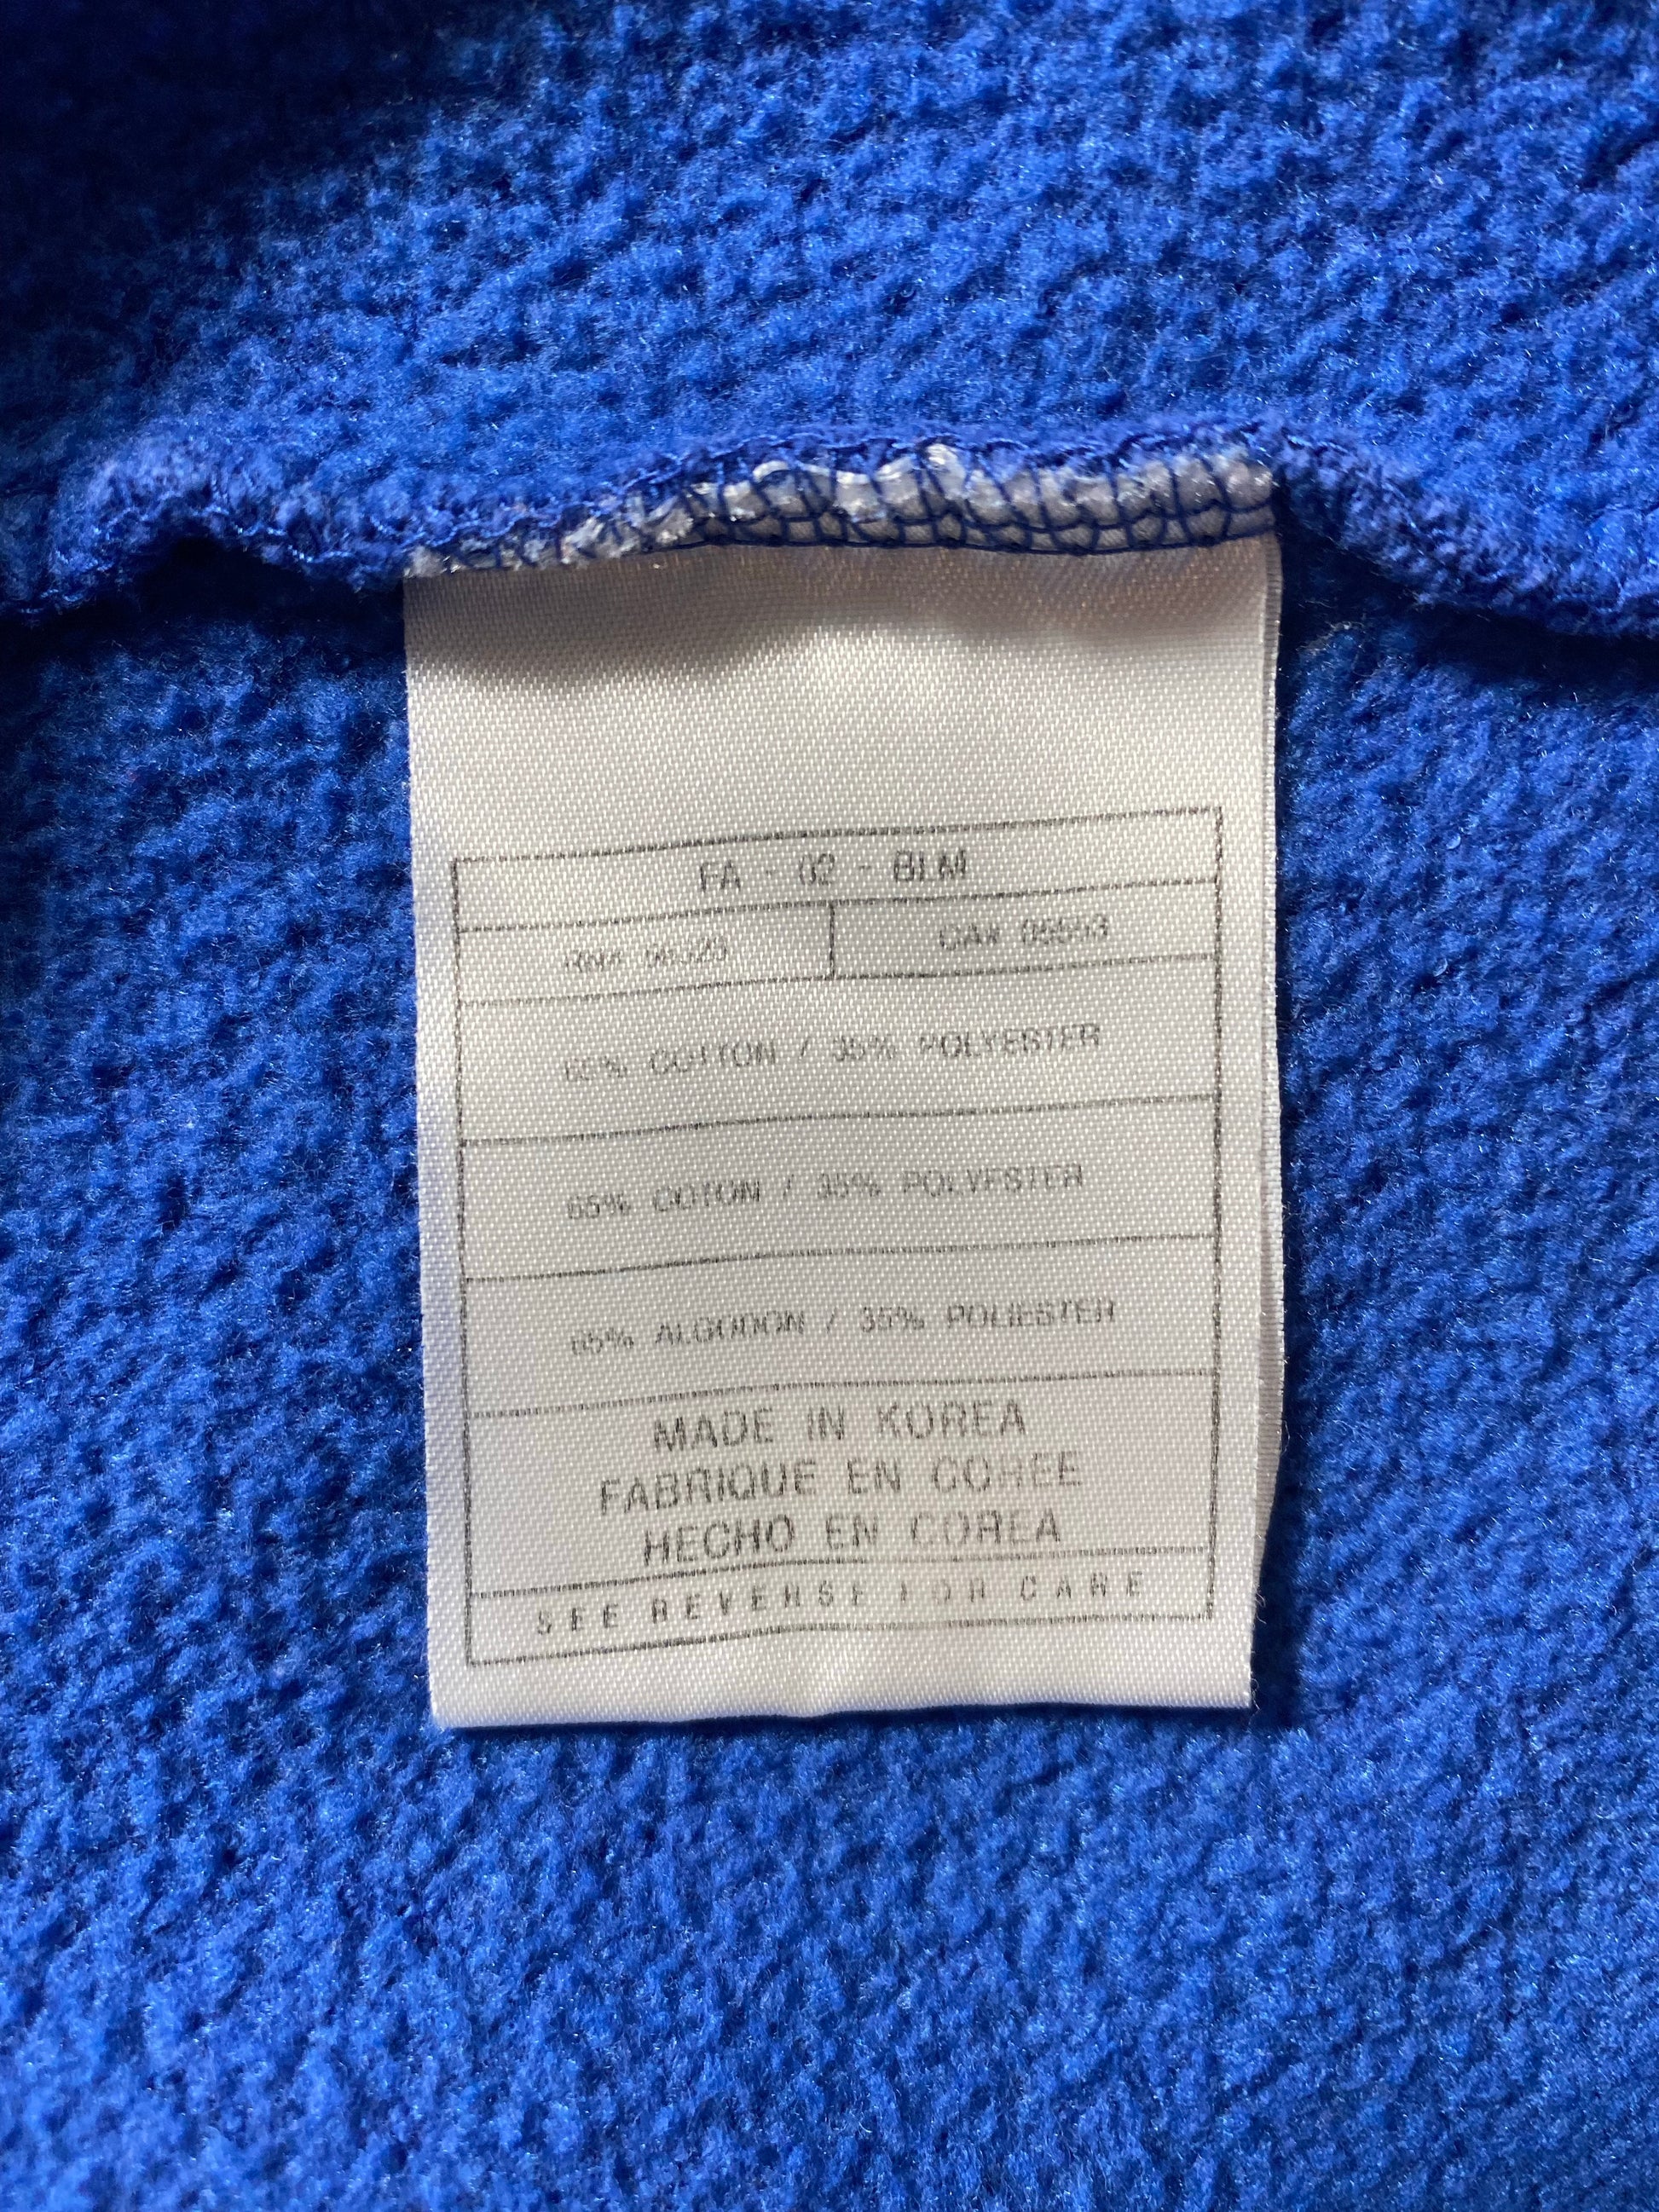 FA - 02 - BLM
RN# CA# 05553
65% COTTON / 35% POLYESTER
65% COTON / 35% POLYESTER
65% ALGODON / 35% POLIESTER
MADE IN KOREA
FABRIQUE EN COREE
HECHO EN COREA
SEE REVERSE FOR CARE